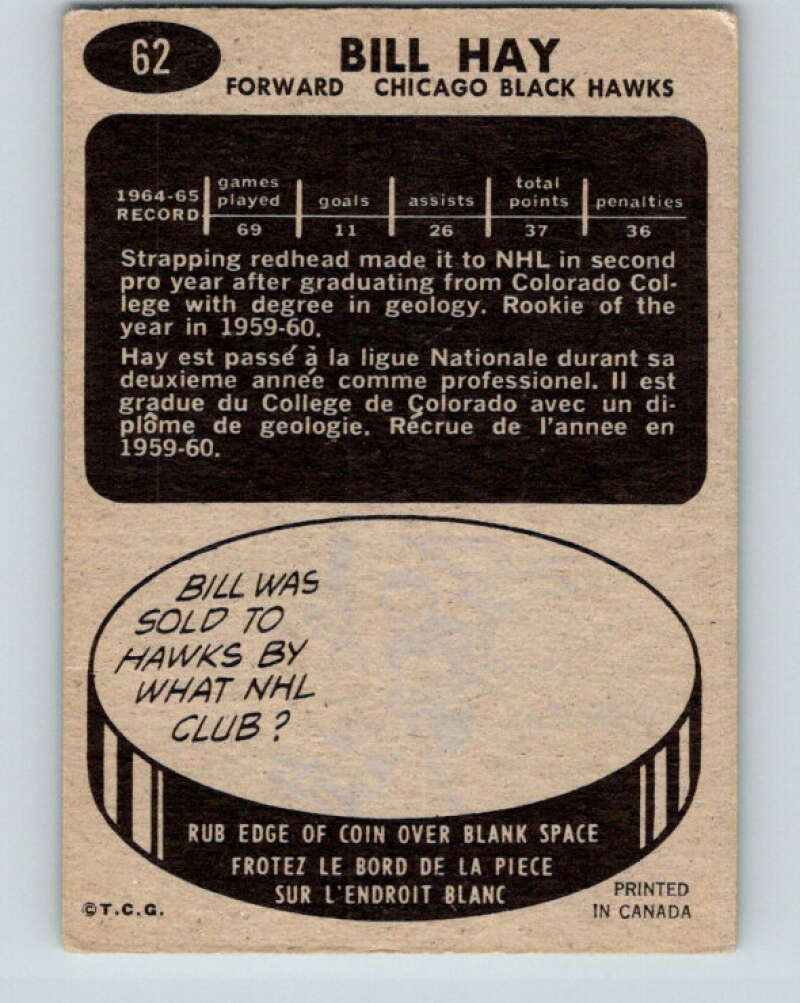 62
BILL HAY
FORWARD CHICAGO BLACK HAWKS
1964-65 RECORD games played goals assists total points penalties
69 11 26 37 36
Strapping redhead made it to NHL in second
pro year after graduating from Colorado Col-
lege with degree in geology. Rookie of the
year in 1959-60.
Hay est passé à la ligue Nationale durant sa
deuxieme année comme professionel. Il est
gradue du College de Colorado avec un di-
plôme de geologie. Récrue de l'annee en
1959-60.
BILL WAS
SOLD TO
HAWKS BY
WHAT NHL
CLUB?
RUB EDGE OF COIN OVER BLANK SPACE
FROTEZ LE BORD DE LA PIECE
SUR L'ENDROIT BLANC
©T.C.G.
PRINTED
IN CANADA